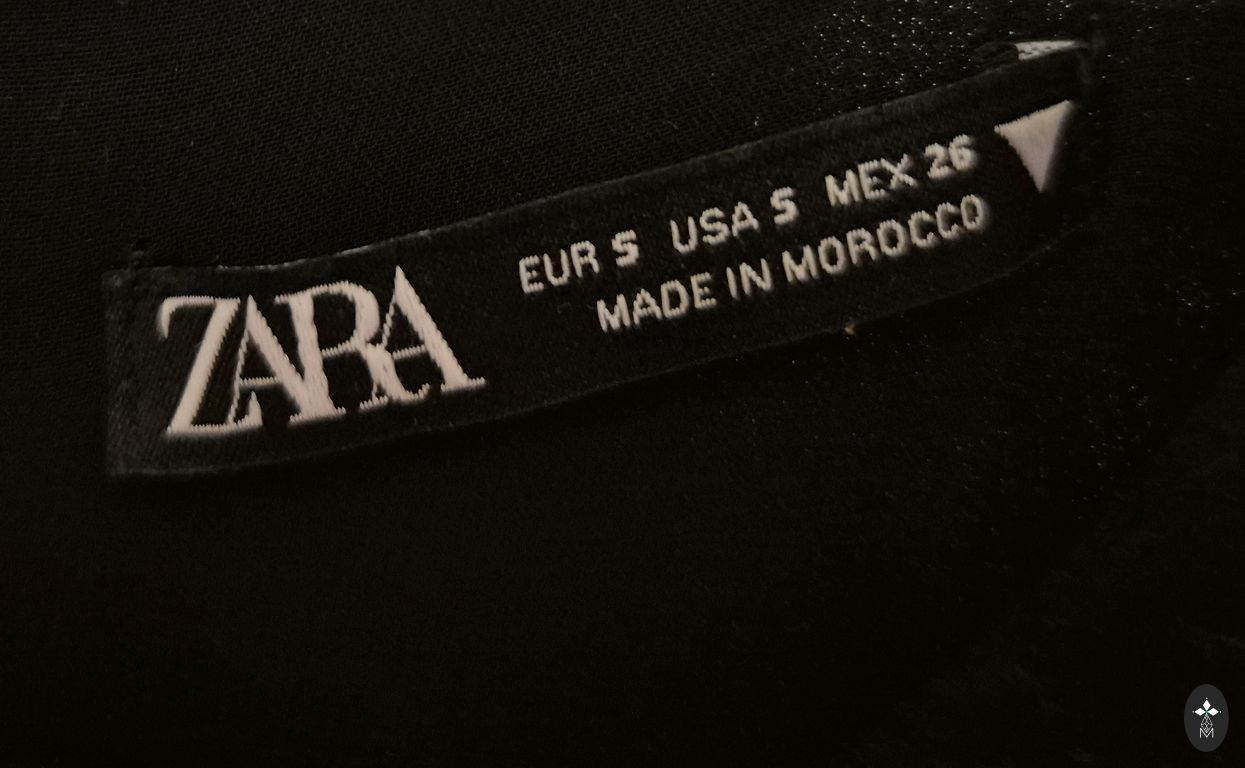 ZARA
EUR S USA S MEX 26
MADE IN MOROCCO
M